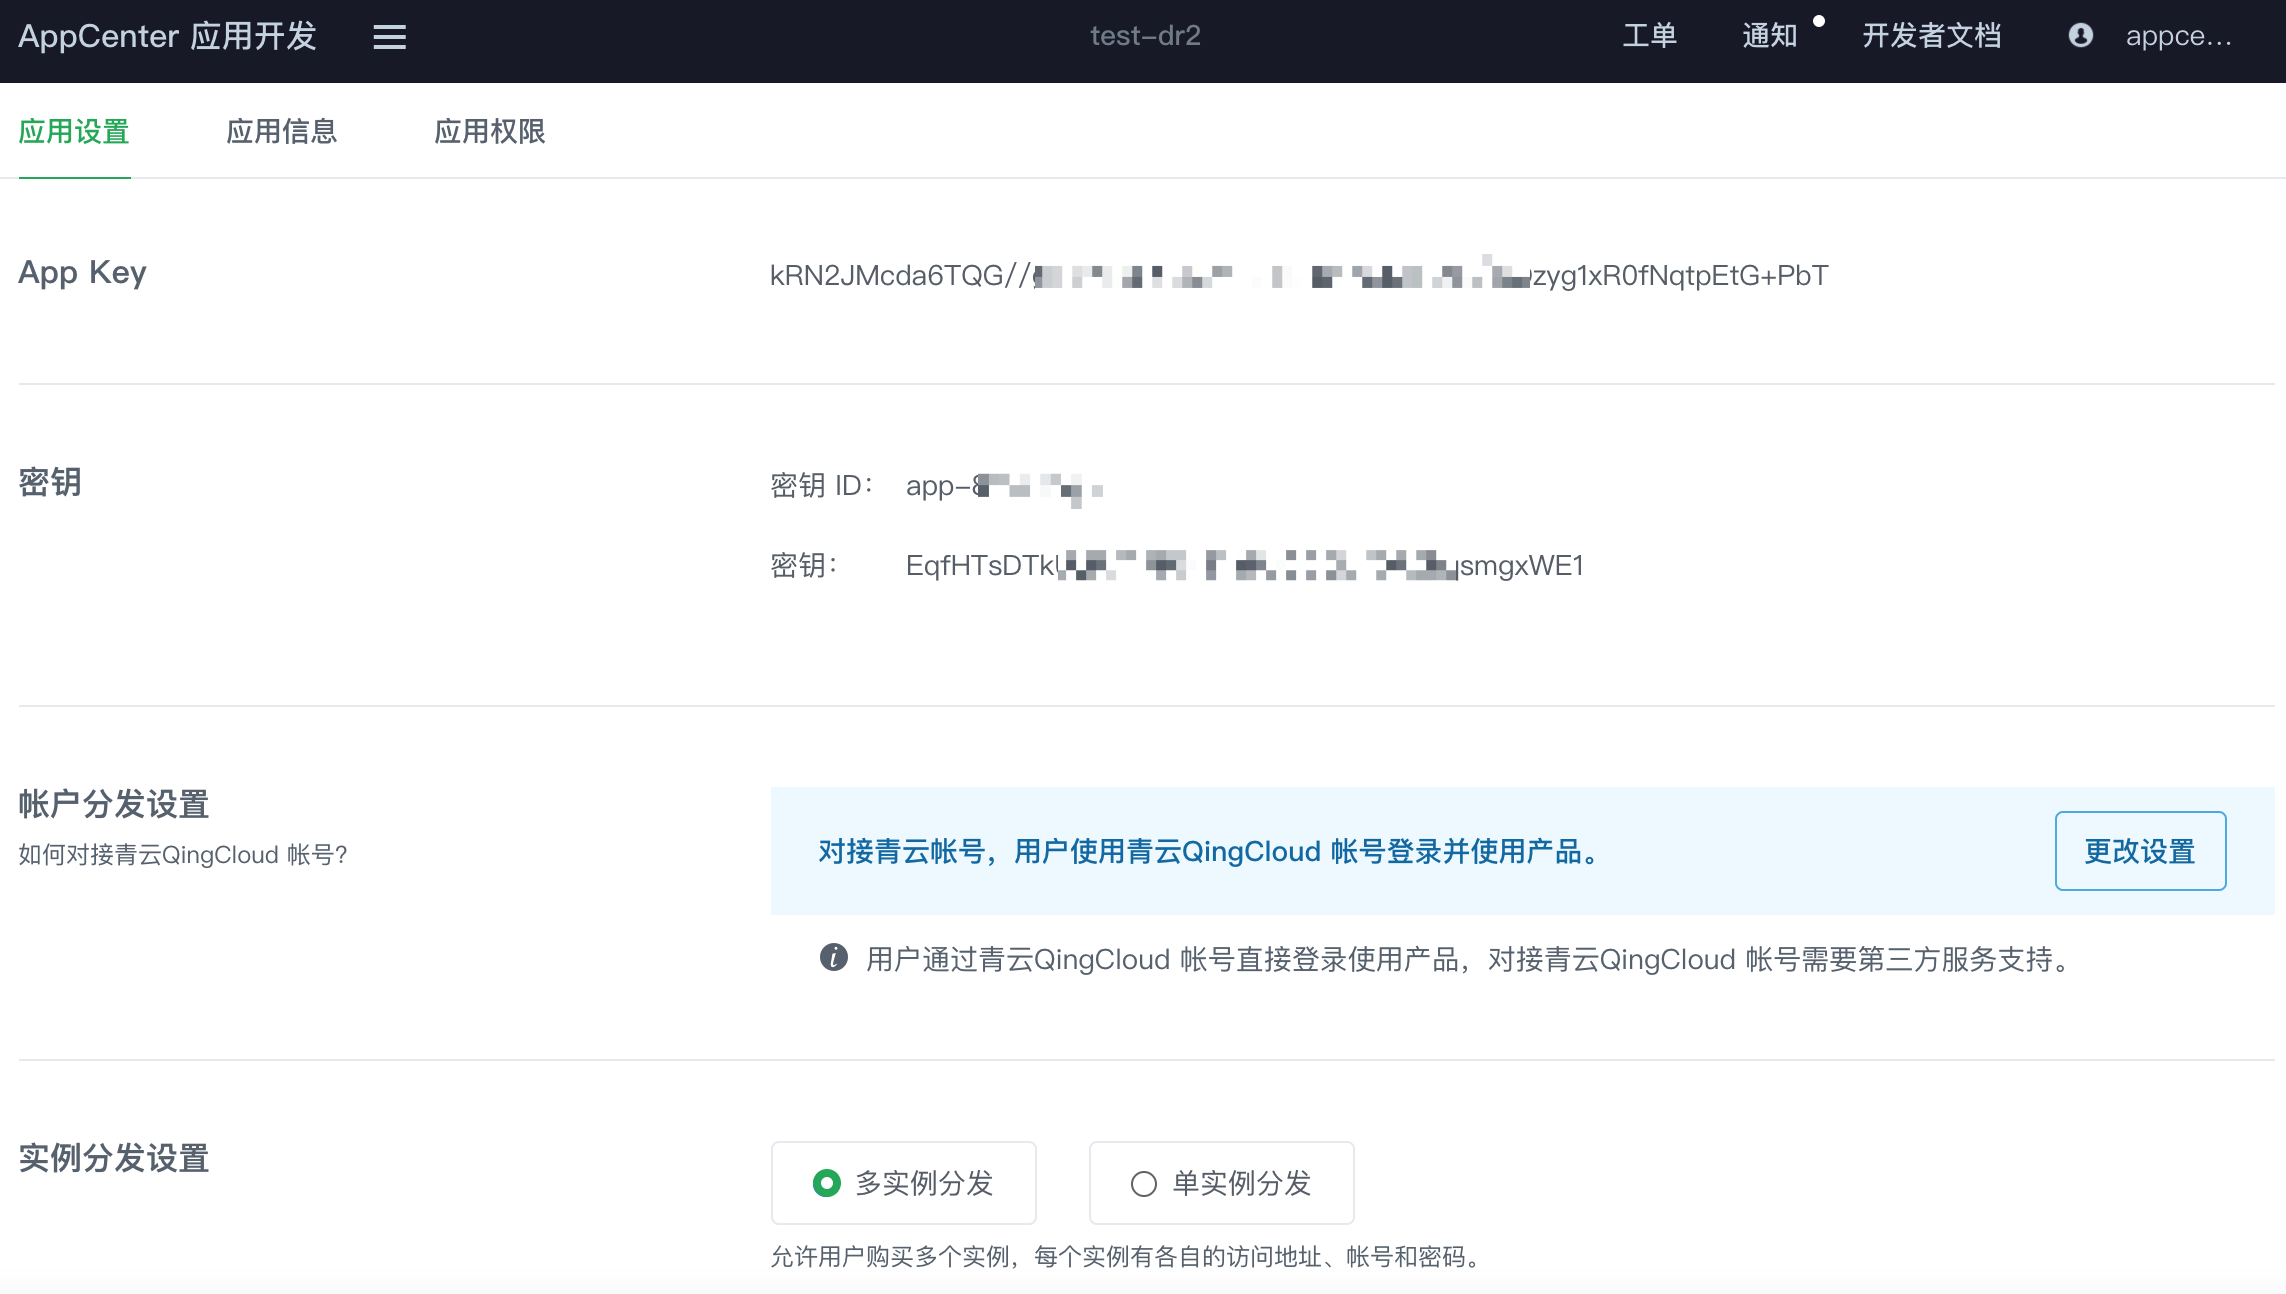 AppCenter 应用开发
test-dr2
工单
通知
开发者文档
appce...
应用设置
应用信息
应用权限
App Key
kRN2JMcda6TQG//
zyg1xR0fNqtpEtG+PbT
密钥
密钥 ID：
app-
密钥：
EqfHTsDTk
smgxWE1
帐户分发设置
如何对接青云QingCloud 帐号?
对接青云帐号，用户使用青云QingCloud 帐号登录并使用产品。
更改设置
用户通过青云QingCloud 帐号直接登录使用产品，对接青云QingCloud 帐号需要第三方服务支持。
实例分发设置
多实例分发
单实例分发
允许用户购买多个实例，每个实例有各自的访问地址、帐号和密码。